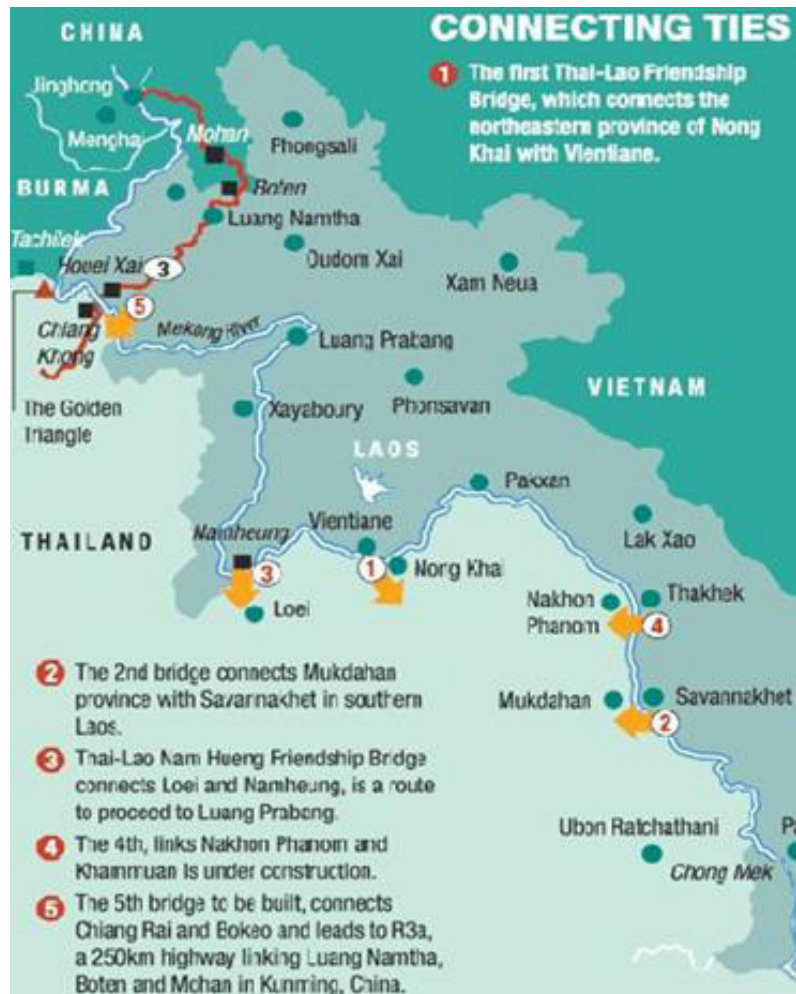 CONNECTING TIES
1 The first Thai-Lao Friendship
Bridge, which connects the
northeastern province of Nong
Khai with Vientiane.
CHINA
Jinghong
Menghai
Mohan
Phongsali
BURMA
Boten
Luang Namtha
Tachilek
Houei Xai 3
Oudom Xai
Xam Neua
5
Chiang
Khong
Mekong River
Luang Prabang
The Golden
Triangle
Xayaboury
Phonsavan
VIETNAM
LAOS
Pakxan
THAILAND
Namheung
Vientiane
Lak Xao
3
1
Nong Khai
Loei
Nakhon
Phanom
Thakhek
4
2 The 2nd bridge connects Mukdahan
province with Savannakhet in southern
Laos.
Mukdahan
Savannakhet
2
3 Thai-Lao Nam Hueng Friendship Bridge
connects Loei and Namheung, is a route
to proceed to Luang Prabang.
4 The 4th, links Nakhon Phanom and
Khammuan is under construction.
Ubon Ratchathani
Pa
Chong Mek
5 The 5th bridge to be built, connects
Chiang Rai and Bokeo and leads to R3a,
a 250km highway linking Luang Namtha,
Boten and Mohan in Kunming, China.